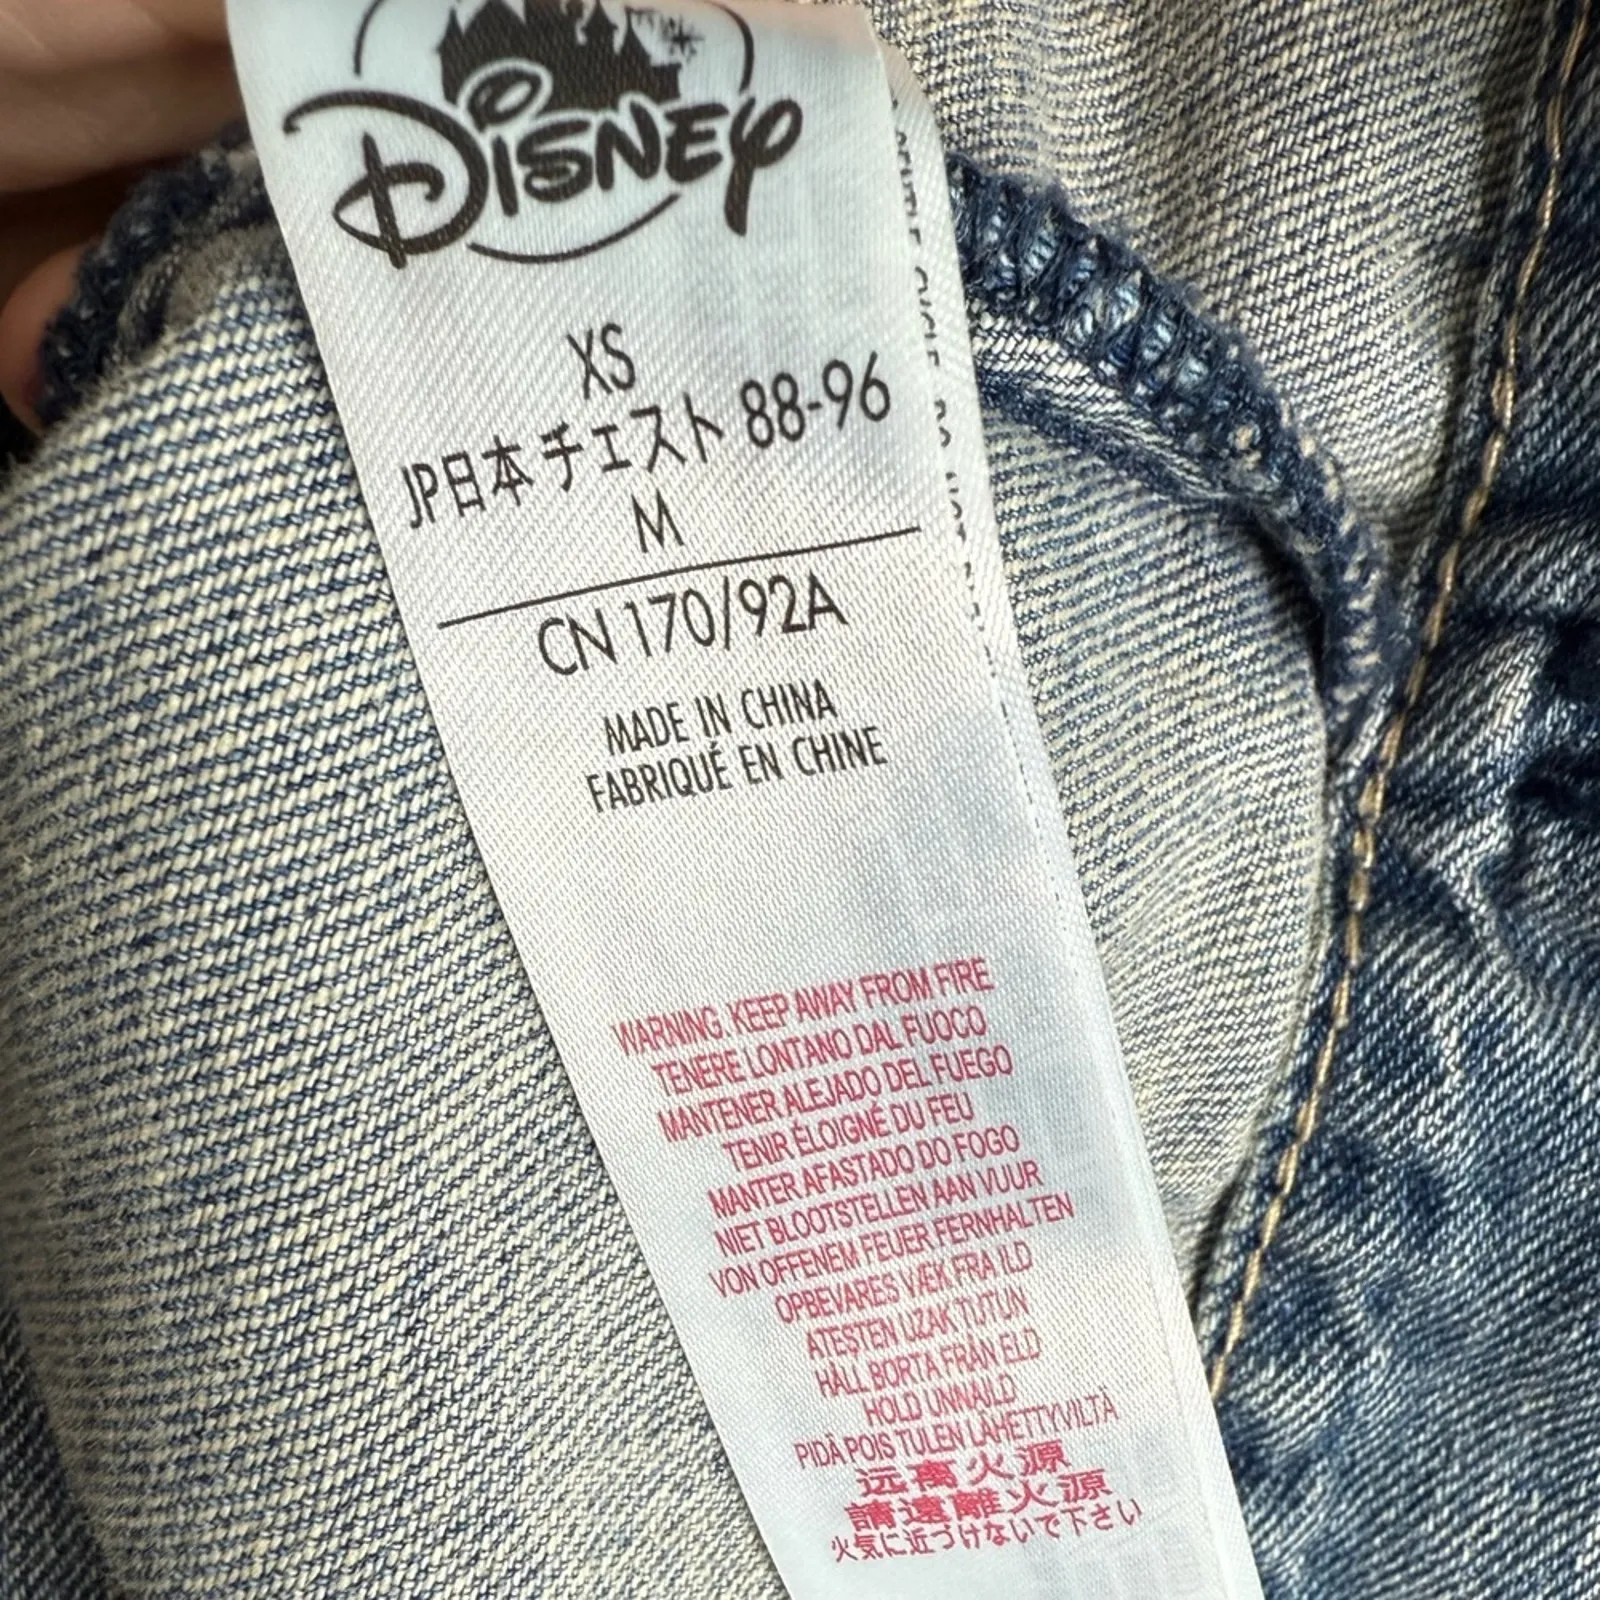 Disney
XS
JP日本 チェスト 88-96
M
CN 170/92A
MADE IN CHINA
FABRIQUÉ EN CHINE
WARNING. KEEP AWAY FROM FIRE
TENERE LONTANO DAL FUOCO
MANTENER ALEJADO DEL FUEGO
TENIR ÉLOIGNÉ DU FEU
MANTER AFASTADO DO FOGO
NIET BLOOTSTELLEN AAN VUUR
VON OFFENEM FEUER FERNHALTEN
OPBEVARES VÆK FRA ILD
ATEŞTEN UZAK TUTUN
HÅLL BORTA FRÅN ELD
HOLD UNNA ILD
PIDÄ POIS TULEN LÄHETTYVILTÄ
远离火源
請遠離火源
火気に近づけないで下さい